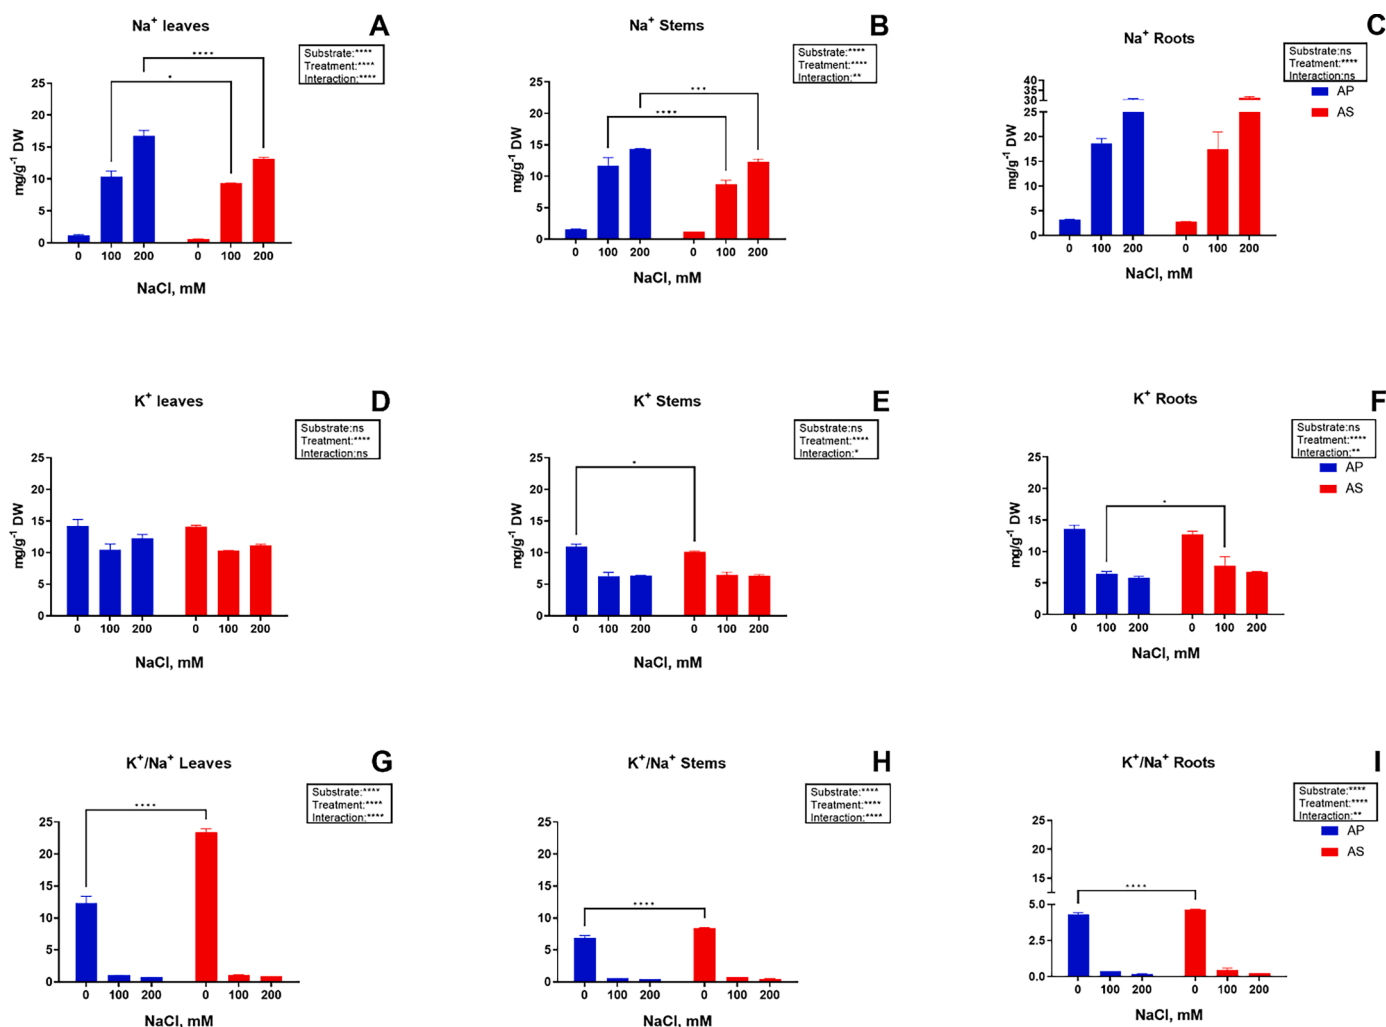 Na+ leaves
A
Substrate:****
Treatment:****
Interaction:****
****
*
25
20
15
10
5
0
mg/g-1 DW
0 100 200 0 100 200
NaCl, mM
Na+ Stems
B
Substrate:****
Treatment:****
Interaction:**
***
****
25
20
15
10
5
0
mg/g-1 DW
0 100 200 0 100 200
NaCl, mM
Na+ Roots
C
Substrate:ns
Treatment:****
Interaction:ns
AP
AS
40
35
30
25
20
15
10
5
0
mg/g-1 DW
0 100 200 0 100 200
NaCl, mM
K+ leaves
D
Substrate:ns
Treatment:****
Interaction:ns
25
20
15
10
5
0
mg/g-1 DW
0 100 200 0 100 200
NaCl, mM
K+ Stems
E
Substrate:ns
Treatment:****
Interaction:*
*
25
20
15
10
5
0
mg/g-1 DW
0 100 200 0 100 200
NaCl, mM
K+ Roots
F
Substrate:ns
Treatment:****
Interaction:**
AP
AS
*
25
20
15
10
5
0
mg/g-1 DW
0 100 200 0 100 200
NaCl, mM
K+/Na+ Leaves
G
Substrate:****
Treatment:****
Interaction:****
****
25
20
15
10
5
0
0 100 200 0 100 200
NaCl, mM
K+/Na+ Stems
H
Substrate:****
Treatment:****
Interaction:****
****
25
20
15
10
5
0
0 100 200 0 100 200
NaCl, mM
K+/Na+ Roots
I
Substrate:****
Treatment:****
Interaction:**
AP
AS
****
25
20
15
5.0
2.5
0.0
0 100 200 0 100 200
NaCl, mM